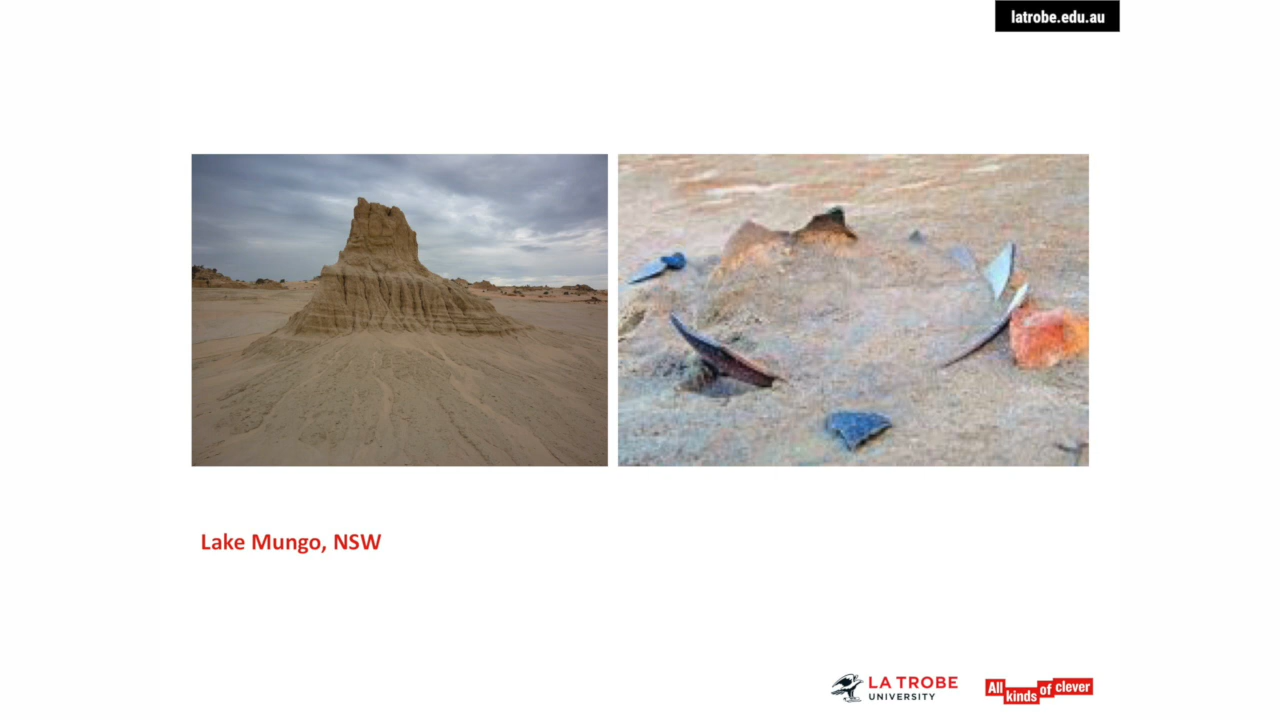 latrobe.edu.au
Lake Mungo, NSW
LA TROBE
UNIVERSITY
All kinds of clever